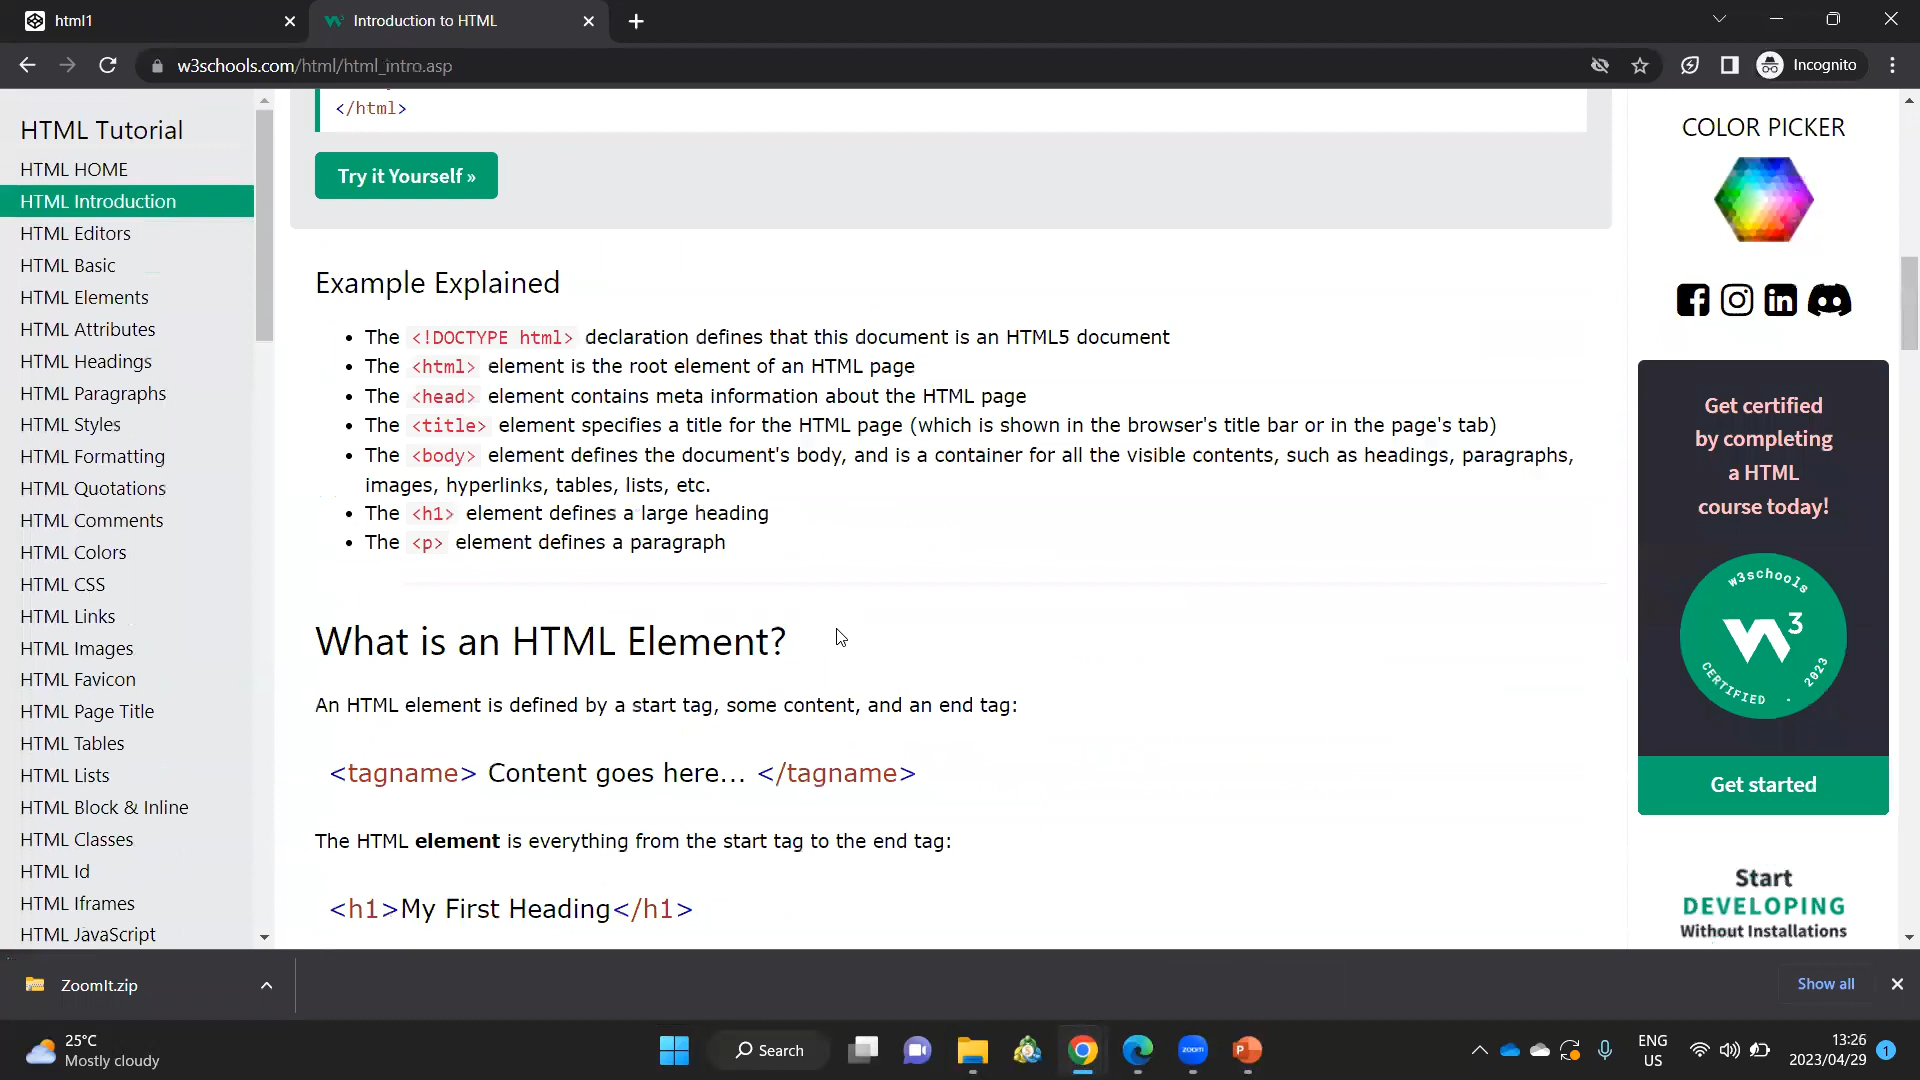 html1
Introduction to HTML
w3schools.com/html/html_intro.asp
Incognito
HTML Tutorial
HTML HOME
HTML Introduction
HTML Editors
HTML Basic
HTML Elements
HTML Attributes
HTML Headings
HTML Paragraphs
HTML Styles
HTML Formatting
HTML Quotations
HTML Comments
HTML Colors
HTML CSS
HTML Links
HTML Images
HTML Favicon
HTML Page Title
HTML Tables
HTML Lists
HTML Block & Inline
HTML Classes
HTML Id
HTML Iframes
HTML JavaScript
</html>
Try it Yourself »
Example Explained
• The <!DOCTYPE html> declaration defines that this document is an HTML5 document
• The <html> element is the root element of an HTML page
• The <head> element contains meta information about the HTML page
• The <title> element specifies a title for the HTML page (which is shown in the browser's title bar or in the page's tab)
• The <body> element defines the document's body, and is a container for all the visible contents, such as headings, paragraphs,
images, hyperlinks, tables, lists, etc.
• The <h1> element defines a large heading
• The <p> element defines a paragraph
What is an HTML Element?
An HTML element is defined by a start tag, some content, and an end tag:
<tagname> Content goes here... </tagname>
The HTML element is everything from the start tag to the end tag:
<h1>My First Heading</h1>
COLOR PICKER
Get certified
by completing
a HTML
course today!
w3schools
3
CERTIFIED . 2023
Get started
Start
DEVELOPING
Without Installations
ZoomIt.zip
Show all
25°C
Mostly cloudy
Search
zoom
P
ENG
US
13:26
2023/04/29
1